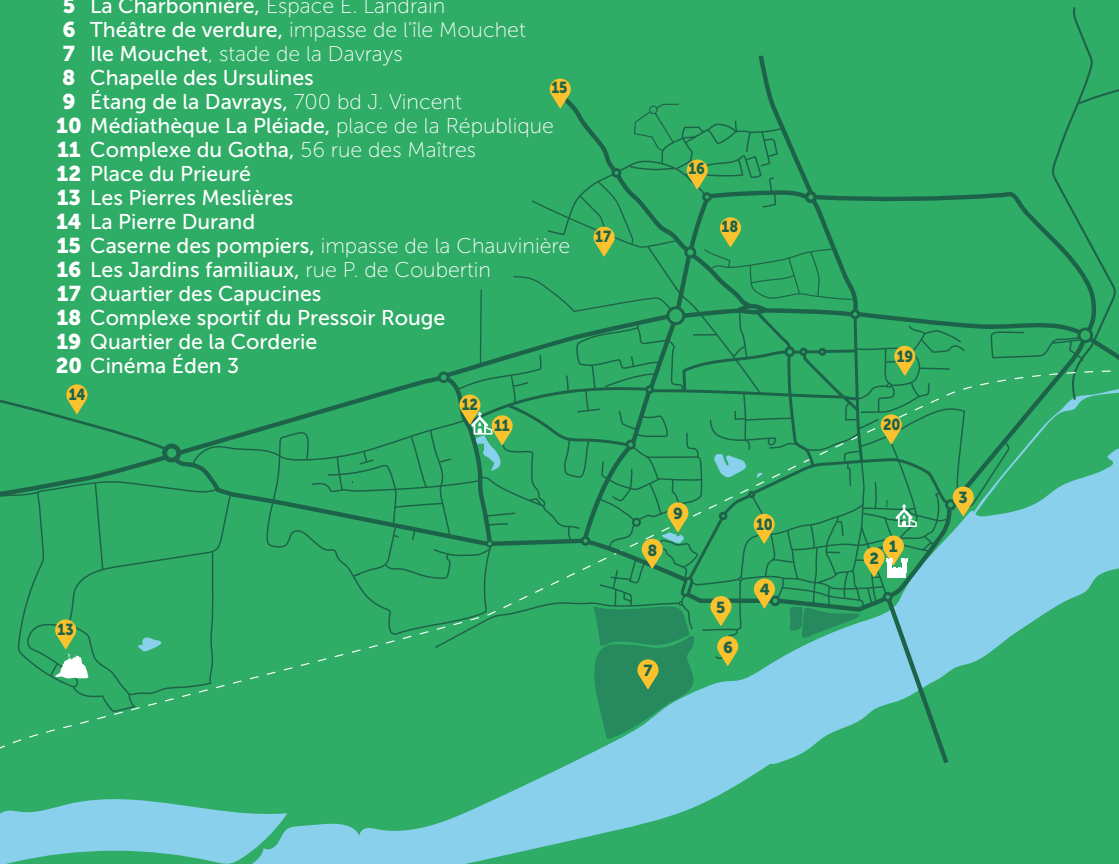 5 La Charbonnière, Espace E. Landrain
6 Théâtre de verdure, impasse de l'île Mouchet
7 Ile Mouchet, stade de la Davrays
8 Chapelle des Ursulines
9 Étang de la Davrays, 700 bd J. Vincent
10 Médiathèque La Pléiade, place de la République
11 Complexe du Gotha, 56 rue des Maîtres
12 Place du Prieuré
13 Les Pierres Meslières
14 La Pierre Durand
15 Caserne des pompiers, impasse de la Chauvinière
16 Les Jardins familiaux, rue P. de Coubertin
17 Quartier des Capucines
18 Complexe sportif du Pressoir Rouge
19 Quartier de la Corderie
20 Cinéma Éden 3
15
16
18
17
19
14
12
11
20
3
9
10
8
1
2
4
5
13
6
7